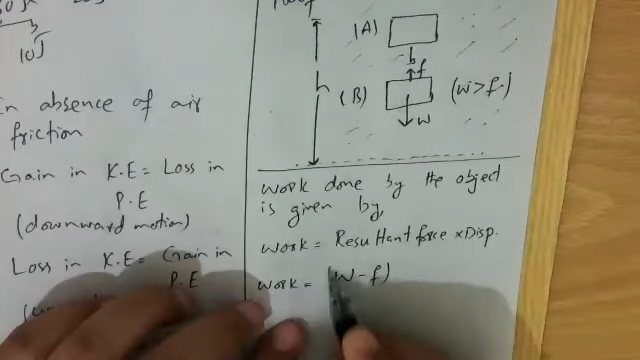 10J
In absence of air
friction
Gain in K.E = Loss in
P.E
(downward motion)
Loss in K.E = Gain in
P.E
(A)
h
f
(B)
(w>f.)
w
work done by the object
is given by,
work = Resultant force × Disp.
work = (w-f)